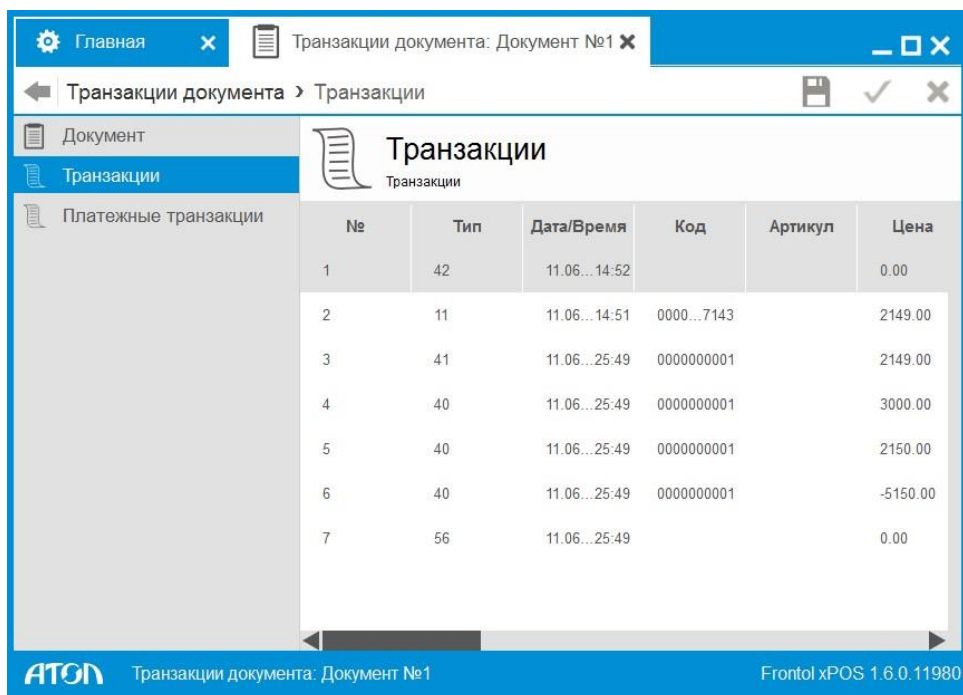 Главная
Транзакции документа: Документ №1
Транзакции документа › Транзакции
Документ
Транзакции
Платежные транзакции
Транзакции
Транзакции
№ Тип Дата/Время Код Артикул Цена
1 42 11.06...14:52 0.00
2 11 11.06...14:51 0000...7143 2149.00
3 41 11.06...25:49 0000000001 2149.00
4 40 11.06...25:49 0000000001 3000.00
5 40 11.06...25:49 0000000001 2150.00
6 40 11.06...25:49 0000000001 -5150.00
7 56 11.06...25:49 0.00
АТОЛ Транзакции документа: Документ №1 Frontol xPOS 1.6.0.11980